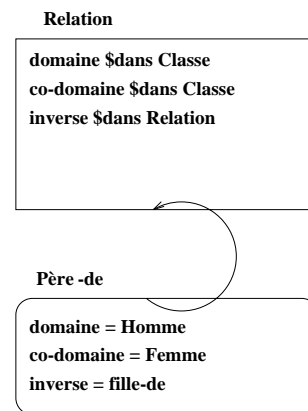 Relation
domaine $dans Classe
co-domaine $dans Classe
inverse $dans Relation
Père -de
domaine = Homme
co-domaine = Femme
inverse = fille-de